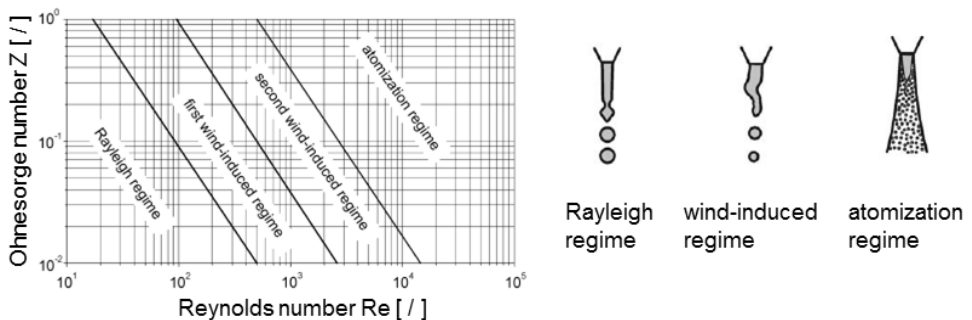 Ohnesorge number Z [ / ]
10⁰
10⁻¹
10⁻²
Rayleigh regime
first wind-induced regime
second wind-induced regime
atomization regime
10¹
10²
10³
10⁴
10⁵
Reynolds number Re [ / ]
Rayleigh
regime
wind-induced
regime
atomization
regime